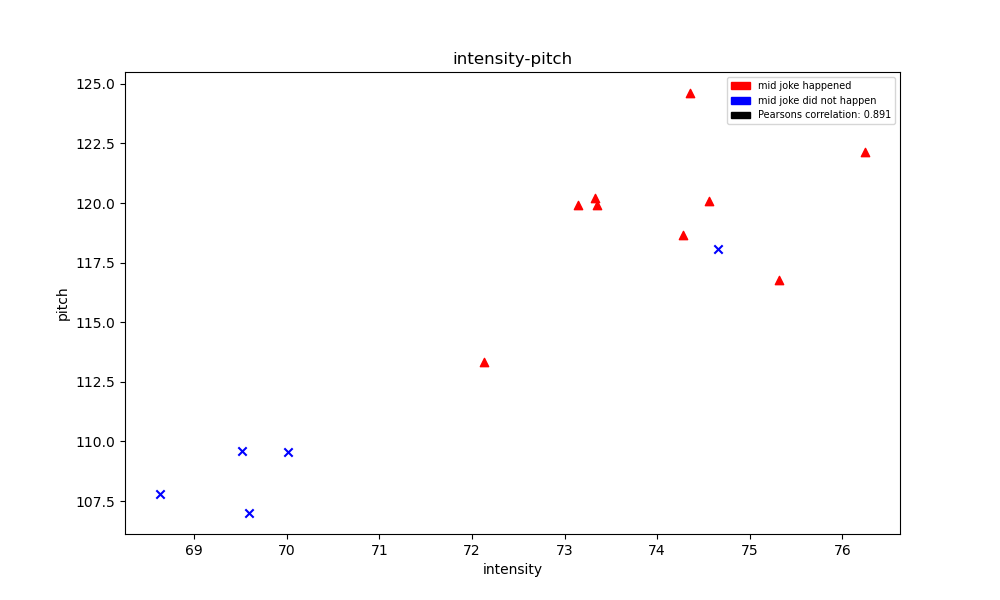 intensity-pitch
125.0
122.5
120.0
117.5
115.0
112.5
110.0
107.5
pitch
mid joke happened
mid joke did not happen
Pearsons correlation: 0.891
69 70 71 72 73 74 75 76
intensity